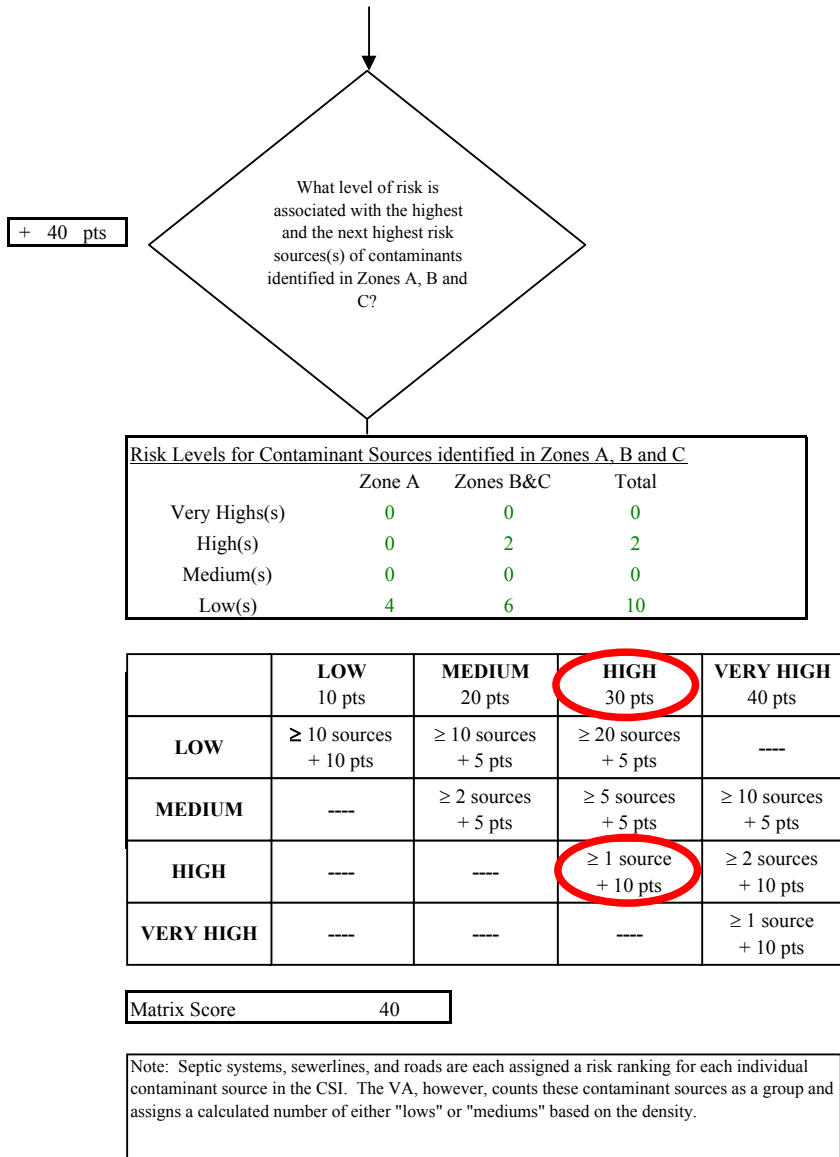 What level of risk is
associated with the highest
and the next highest risk
sources(s) of contaminants
identified in Zones A, B and
C?
+ 40 pts
Risk Levels for Contaminant Sources identified in Zones A, B and C
Zone A Zones B&C Total
Very Highs(s) 0 0 0
High(s) 0 2 2
Medium(s) 0 0 0
Low(s) 4 6 10
LOW MEDIUM HIGH VERY HIGH
10 pts 20 pts 30 pts 40 pts
LOW ≥ 10 sources + 10 pts ≥ 10 sources + 5 pts ≥ 20 sources + 5 pts ----
MEDIUM ---- ≥ 2 sources + 5 pts ≥ 5 sources + 5 pts ≥ 10 sources + 5 pts
HIGH ---- ---- ≥ 1 source + 10 pts ≥ 2 sources + 10 pts
VERY HIGH ---- ---- ---- ≥ 1 source + 10 pts
Matrix Score 40
Note: Septic systems, sewerlines, and roads are each assigned a risk ranking for each individual
contaminant source in the CSI. The VA, however, counts these contaminant sources as a group and
assigns a calculated number of either "lows" or "mediums" based on the density.